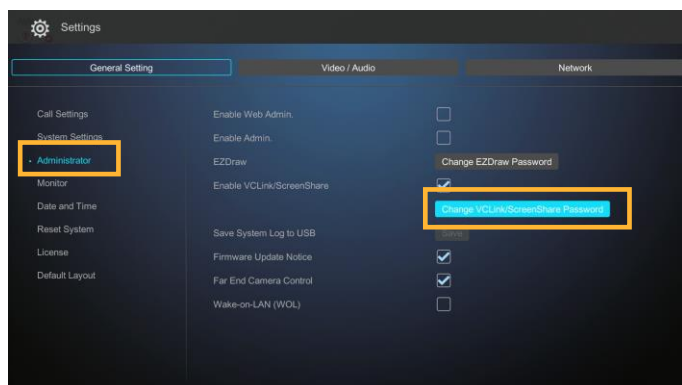 Settings
General Setting Video / Audio Network
Call Settings Enable Web Admin.
System Settings Enable Admin.
Administrator EZDraw Change EZDraw Password
Monitor Enable VCLink/ScreenShare
Date and Time Change VCLink/ScreenShare Password
Reset System Save System Log to USB Save
License Firmware Update Notice
Default Layout Far End Camera Control
Wake-on-LAN (WOL)